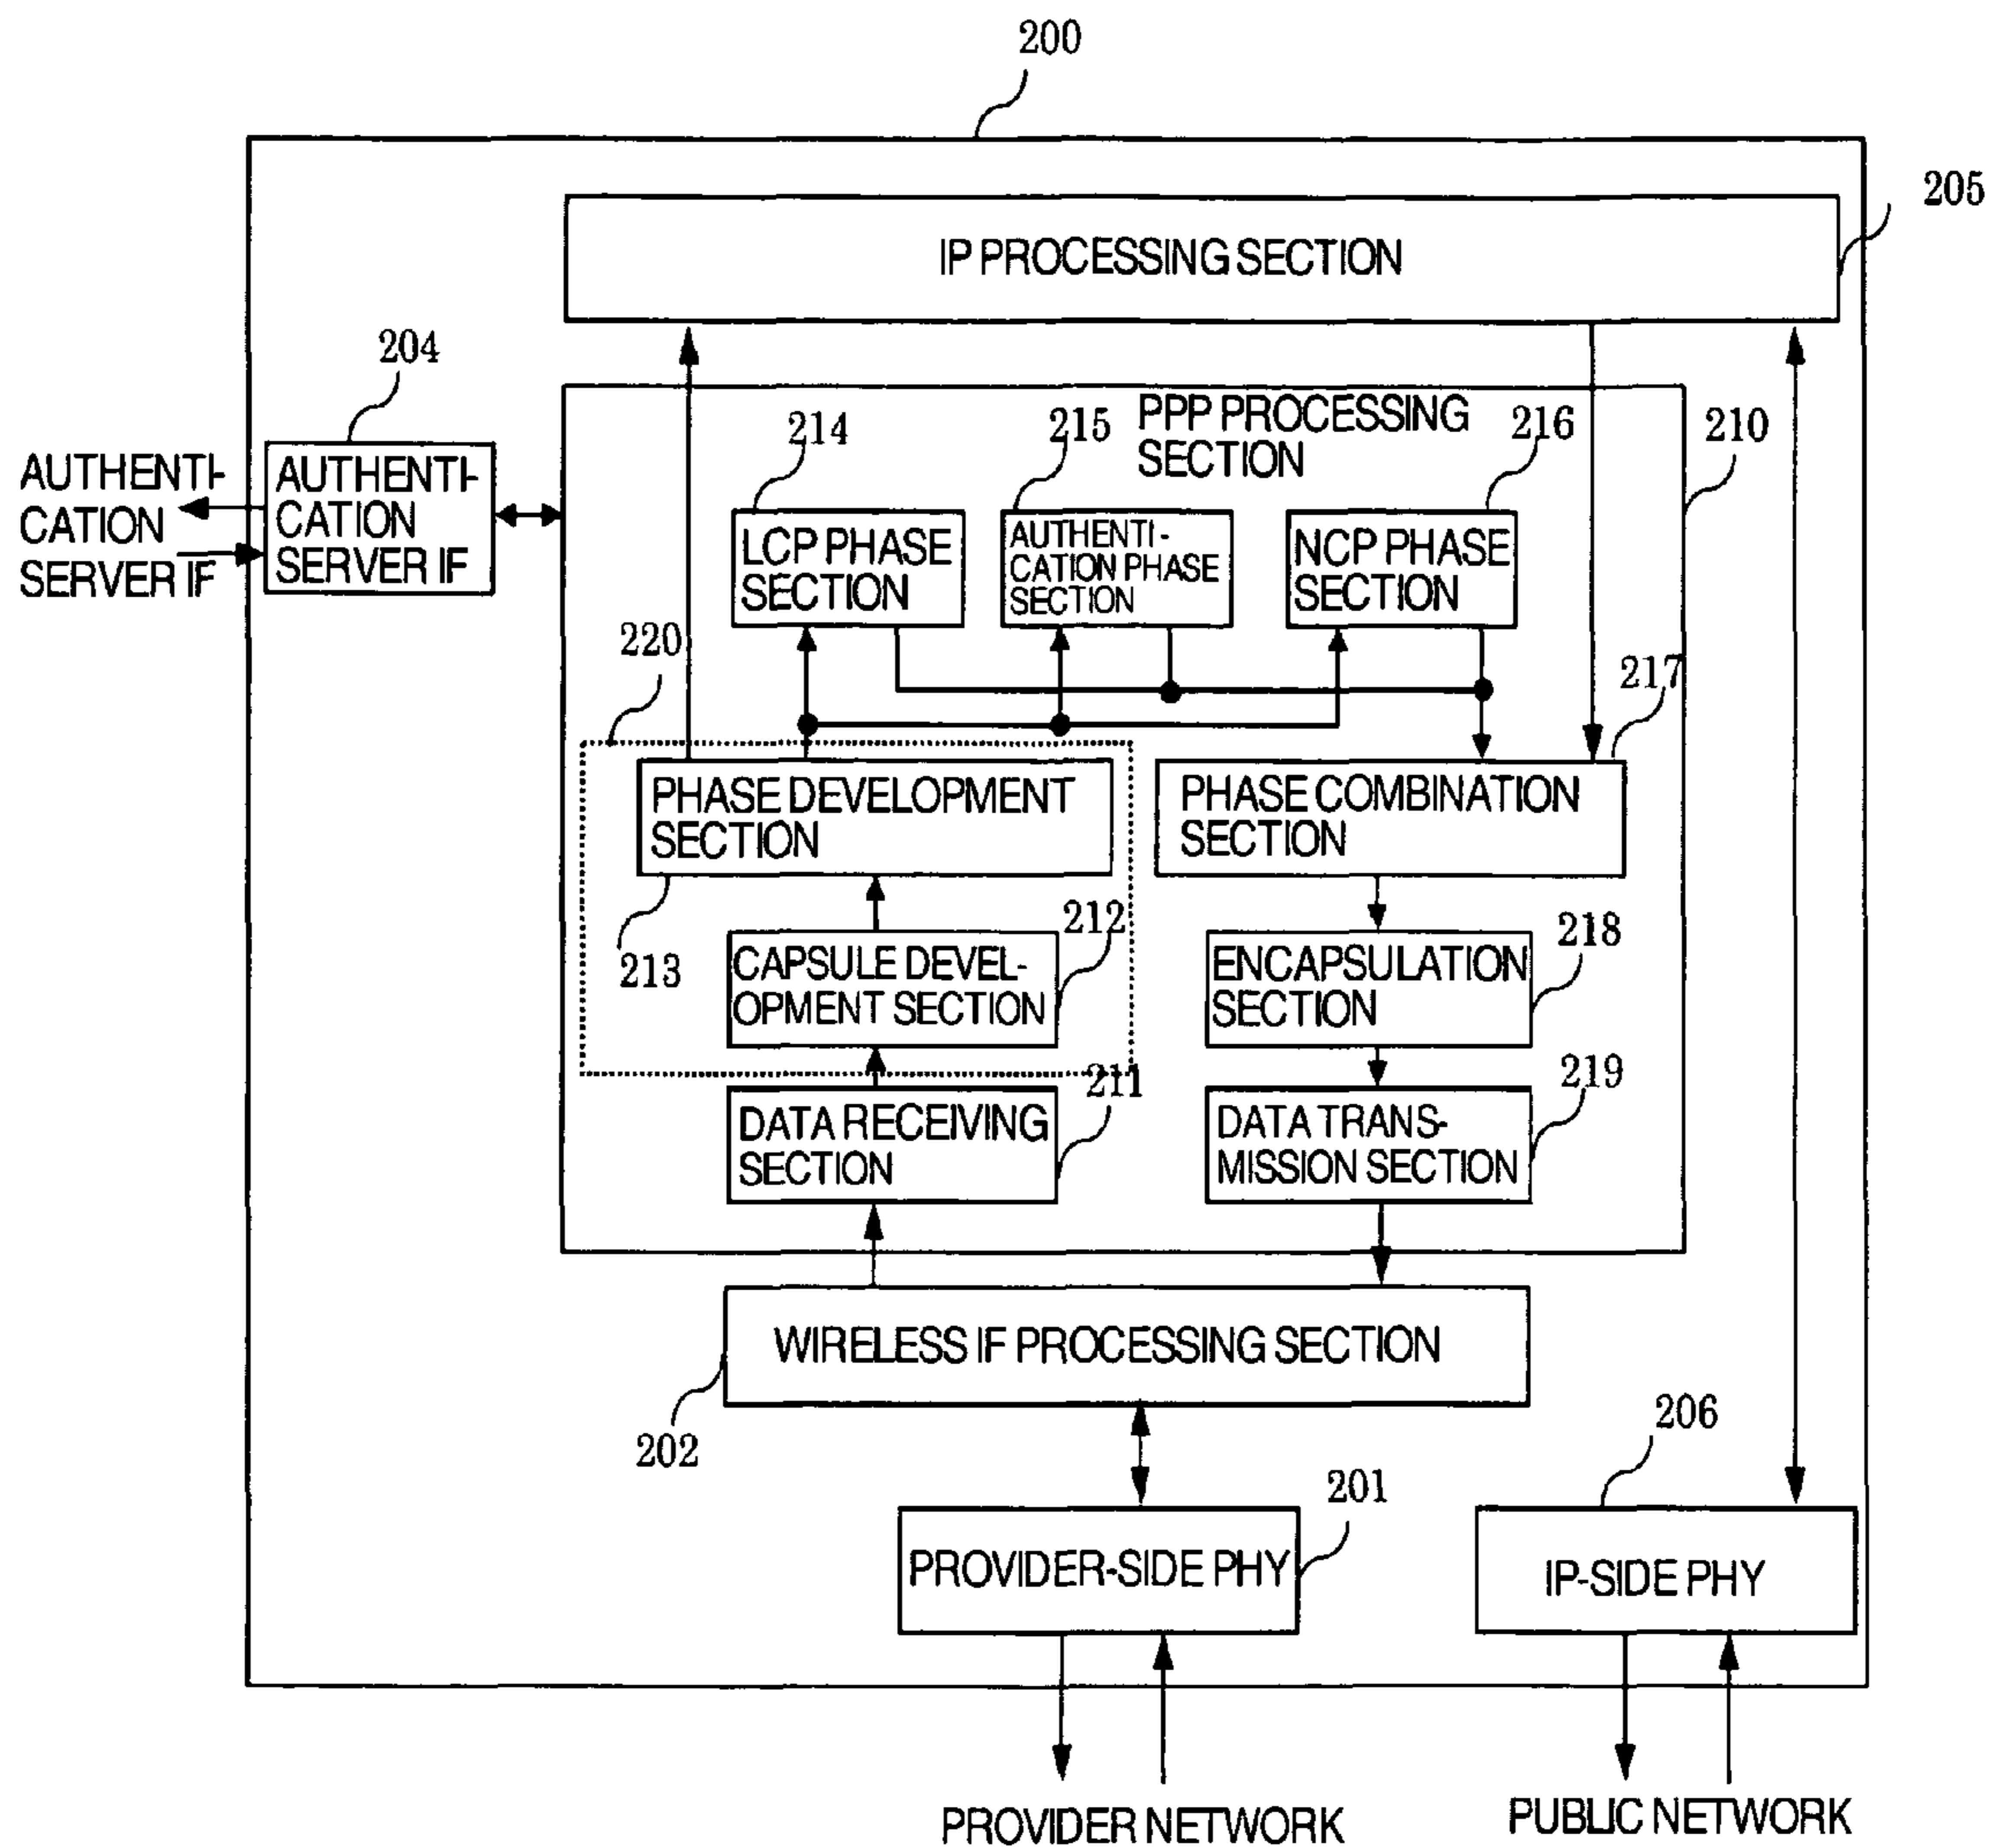 200
205
IP PROCESSING SECTION
204
AUTHENTI-
CATION
SERVER IF
AUTHENTI-
CATION
SERVER IF
PPP PROCESSING
SECTION
210
214
LCP PHASE
SECTION
215
AUTHENTI-
CATION PHASE
SECTION
216
NCP PHASE
SECTION
220
217
PHASE DEVELOPMENT
SECTION
213
PHASE COMBINATION
SECTION
212
CAPSULE DEVEL-
OPMENT SECTION
218
ENCAPSULATION
SECTION
211
DATA RECEIVING
SECTION
219
DATA TRANS-
MISSION SECTION
WIRELESS IF PROCESSING SECTION
202
206
201
PROVIDER-SIDE PHY
IP-SIDE PHY
PROVIDER NETWORK
PUBLIC NETWORK